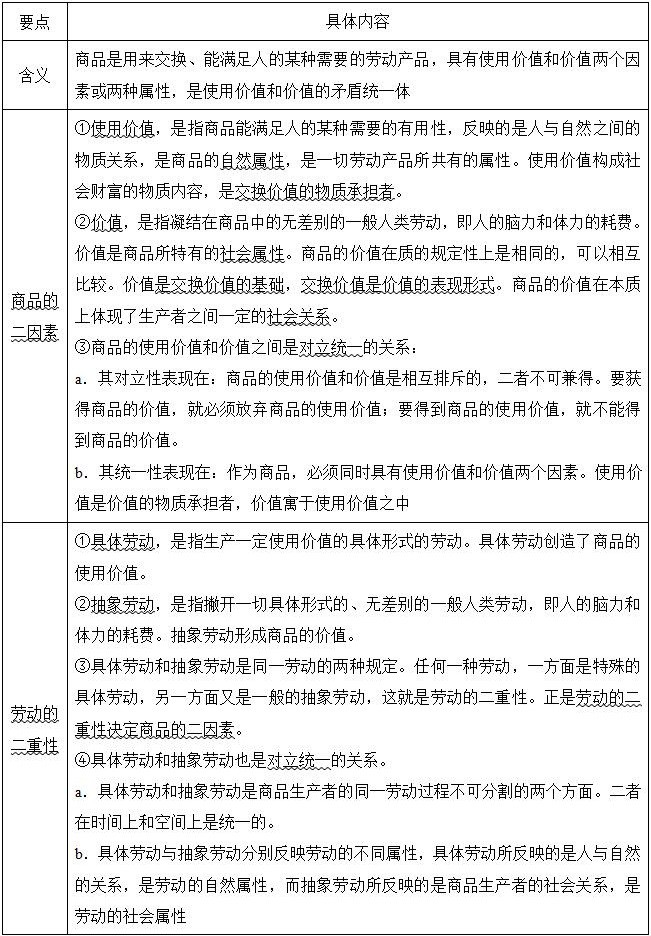 要点
具体内容
含义
商品是用来交换、能满足人的某种需要的劳动产品，具有使用价值和价值两个因
素或两种属性，是使用价值和价值的矛盾统一体
商品的
二因素
①使用价值，是指商品能满足人的某种需要的有用性，反映的是人与自然之间的
物质关系，是商品的自然属性，是一切劳动产品所共有的属性。使用价值构成社
会财富的物质内容，是交换价值的物质承担者。
②价值，是指凝结在商品中的无差别的一般人类劳动，即人的脑力和体力的耗费。
价值是商品所特有的社会属性。商品的价值在质的规定性上是相同的，可以相互
比较。价值是交换价值的基础，交换价值是价值的表现形式。商品的价值在本质
上体现了生产者之间一定的社会关系。
③商品的使用价值和价值之间是对立统一的关系：
a．其对立性表现在：商品的使用价值和价值是相互排斥的，二者不可兼得。要获
得商品的价值，就必须放弃商品的使用价值；要得到商品的使用价值，就不能得
到商品的价值。
b．其统一性表现在：作为商品，必须同时具有使用价值和价值两个因素。使用价
值是价值的物质承担者，价值寓于使用价值之中
劳动的
二重性
①具体劳动，是指生产一定使用价值的具体形式的劳动。具体劳动创造了商品的
使用价值。
②抽象劳动，是指撇开一切具体形式的、无差别的一般人类劳动，即人的脑力和
体力的耗费。抽象劳动形成商品的价值。
③具体劳动和抽象劳动是同一劳动的两种规定。任何一种劳动，一方面是特殊的
具体劳动，另一方面又是一般的抽象劳动，这就是劳动的二重性。正是劳动的二
重性决定商品的二因素。
④具体劳动和抽象劳动也是对立统一的关系。
a．具体劳动和抽象劳动是商品生产者的同一劳动过程不可分割的两个方面。二者
在时间上和空间上是统一的。
b．具体劳动与抽象劳动分别反映劳动的不同属性，具体劳动所反映的是人与自然
的关系，是劳动的自然属性，而抽象劳动所反映的是商品生产者的社会关系，是
劳动的社会属性